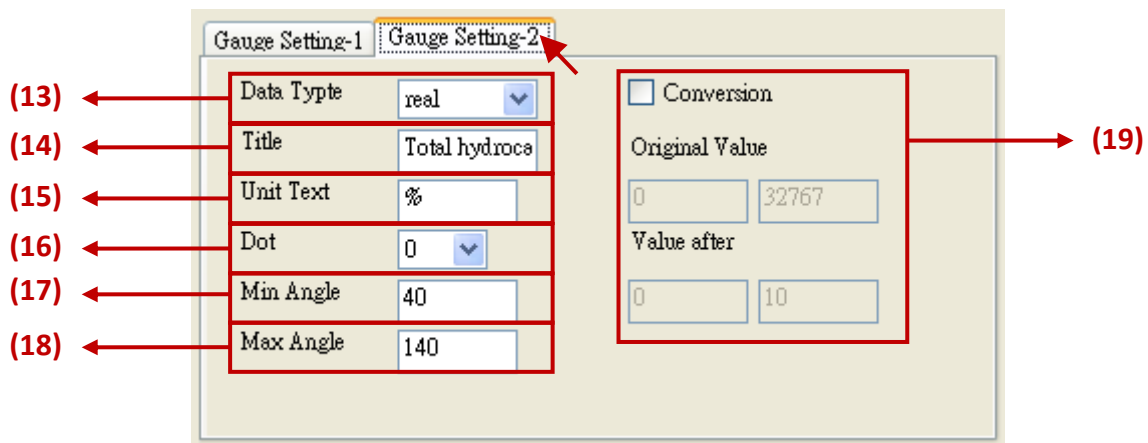 Gauge Setting-1 Gauge Setting-2
(13) Data Typte real
(14) Title Total hydroca
(15) Unit Text %
(16) Dot 0
(17) Min Angle 40
(18) Max Angle 140
Conversion
(19)
Original Value
0 32767
Value after
0 10